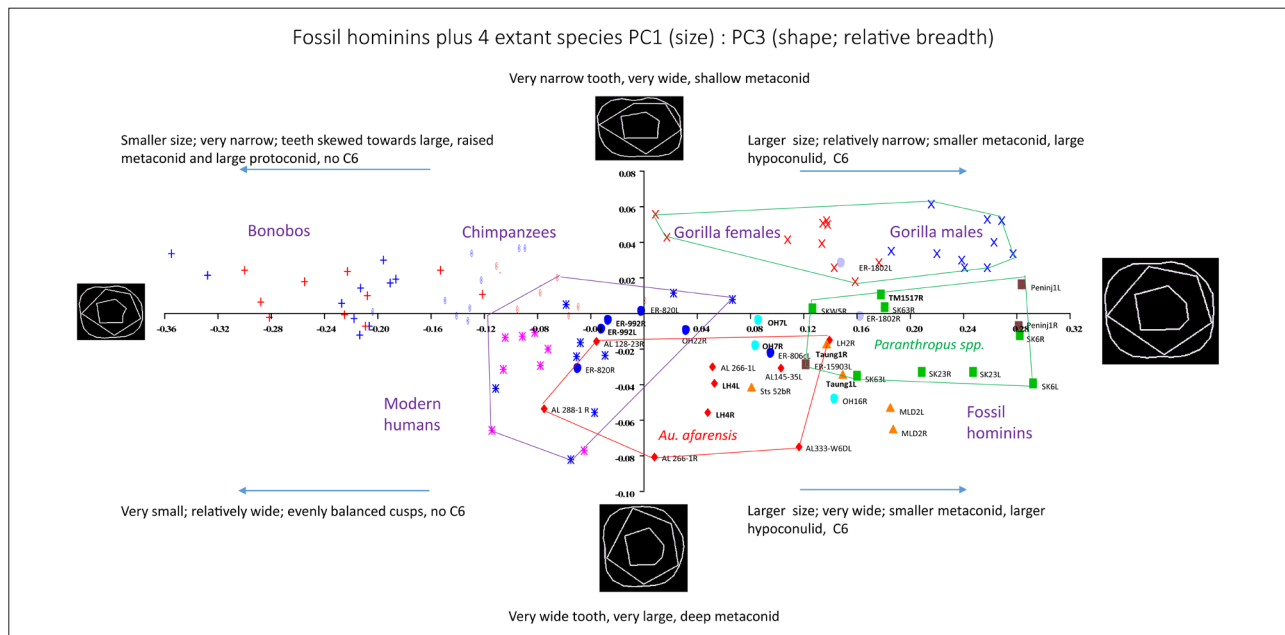 Fossil hominins plus 4 extant species PC1 (size) : PC3 (shape; relative breadth)
Very narrow tooth, very wide, shallow metaconid
Smaller size; very narrow; teeth skewed towards large, raised
metaconid and large protoconid, no C6
Larger size; relatively narrow; smaller metaconid, large
hypoconulid, C6
0.08
0.06
0.04
0.02
0.00
-0.02
-0.04
-0.06
-0.08
-0.10
Bonobos
Chimpanzees
Gorilla females
Gorilla males
ER-1802L
Peninj1L
TM1517R
SKW5R
SK63R
ER-820L
ER-1802R
-0.36
-0.32
-0.28
-0.24
-0.20
-0.16
-0.12
-0.08
-0.04
0.04
0.08
0.12
0.16
0.20
0.24
0.28
0.32
ER-992R
ER-992L
OH7L
Peninj1R
OH22R
SK6R
AL 128-23R
OH7R
LH2R
Paranthropus spp.
ER-806cL
Taung1R
ER-15903L
ER-820R
AL 266-1L
AL145-35L
SK63L
SK23R
SK23L
Taung1L
SK6L
LH4L
Sts 52bR
OH16R
Modern
humans
AL 288-1 R
LH4R
MLD2L
Fossil
hominins
Au. afarensis
MLD2R
AL333-W6DL
AL 266-1R
Very small; relatively wide; evenly balanced cusps, no C6
Larger size; very wide; smaller metaconid, larger
hypoconulid, C6
Very wide tooth, very large, deep metaconid